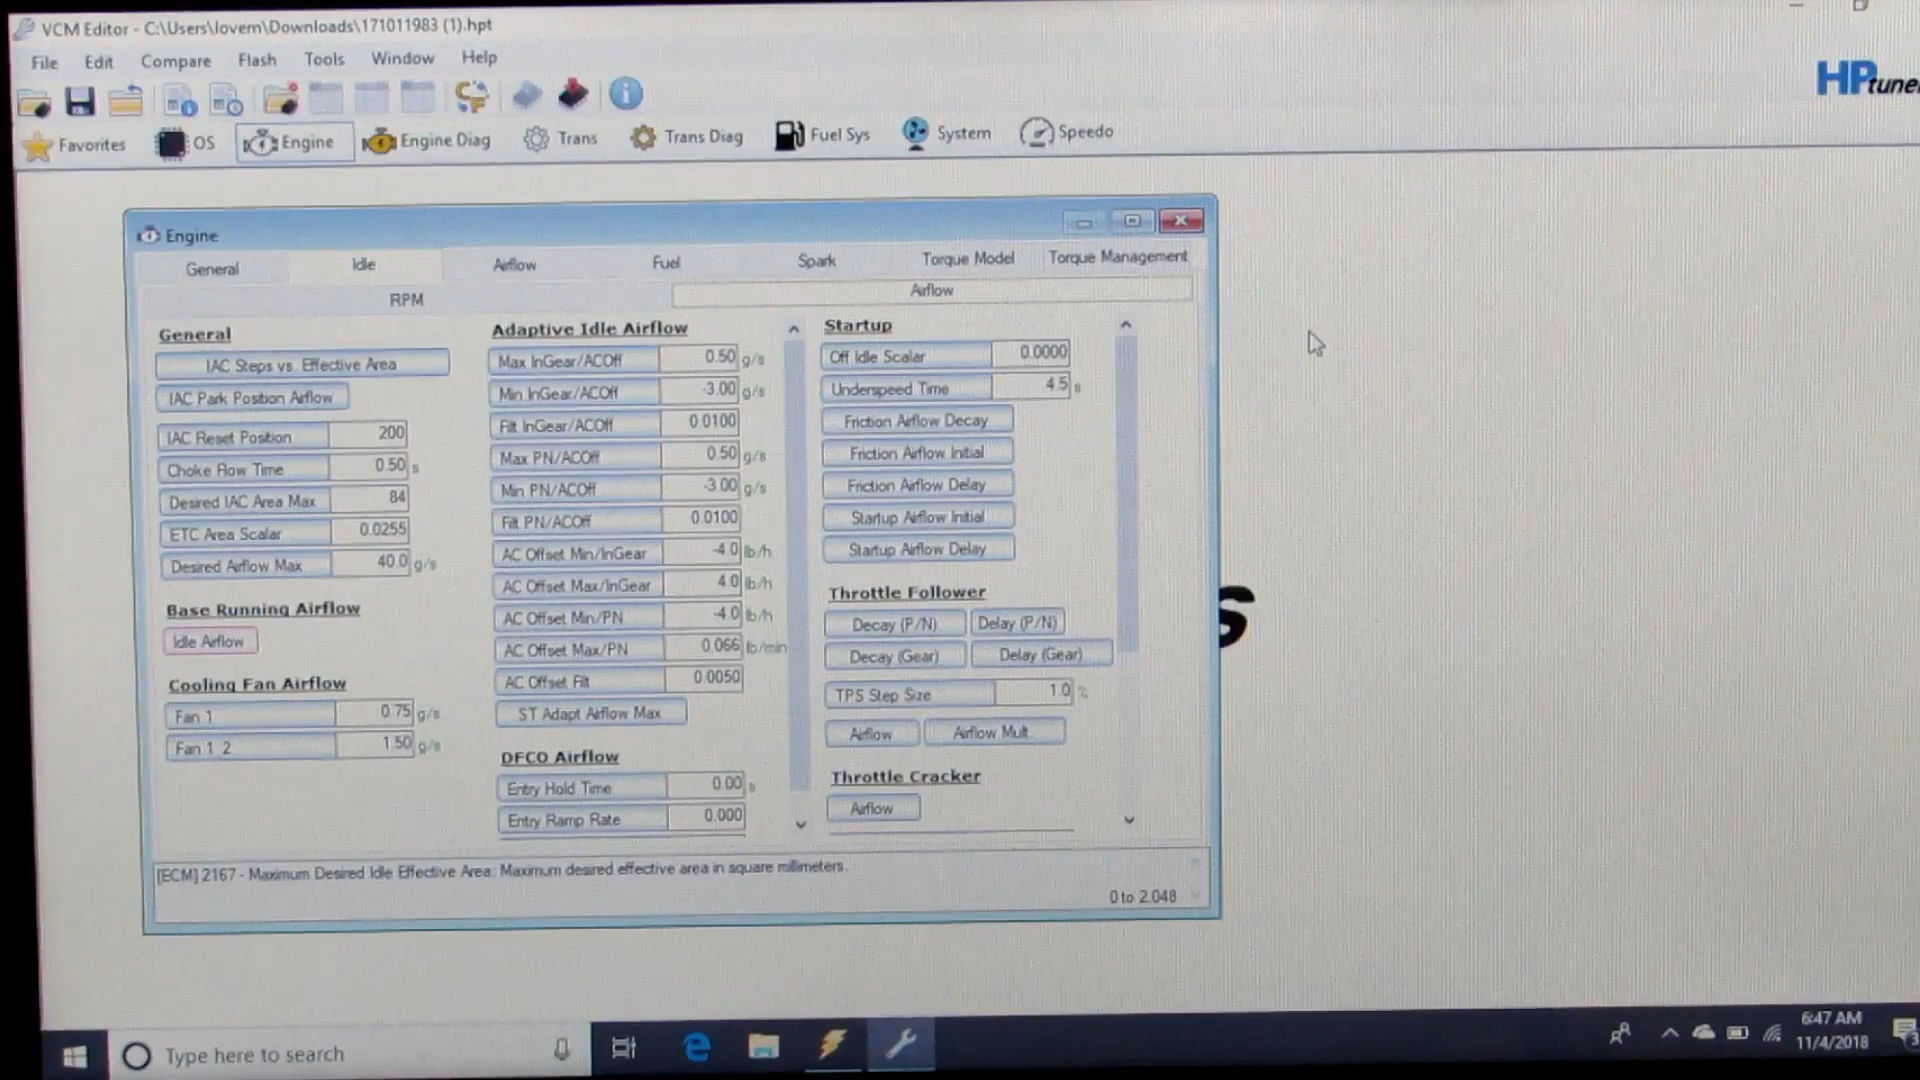 VCM Editor - C:\Users\lovem\Downloads\171011983 (1).hpt
File Edit Compare Flash Tools Window Help
HPtune
Favorites OS Engine Engine Diag Trans Trans Diag Fuel Sys System Speedo
Engine
General Idle Airflow Fuel Spark Torque Model Torque Management
RPM Airflow
General
IAC Steps vs. Effective Area
IAC Park Position Airflow
IAC Reset Position 200
Choke Flow Time 0.50 s
Desired IAC Area Max 84
ETC Area Scalar 0.0255
Desired Airflow Max 40.0 g/s
Base Running Airflow
Idle Airflow
Cooling Fan Airflow
Fan 1 0.75 g/s
Fan 1 2 1.50 g/s
Adaptive Idle Airflow
Max InGear/ACOff 0.50 g/s
Min InGear/ACOff -3.00 g/s
Filt InGear/ACOff 0.0100
Max PN/ACOff 0.50 g/s
Min PN/ACOff -3.00 g/s
Filt PN/ACOff 0.0100
AC Offset Min/InGear -4.0 lb/h
AC Offset Max/InGear 4.0 lb/h
AC Offset Min/PN -4.0 lb/h
AC Offset Max/PN 0.066 lb/min
AC Offset Filt 0.0050
ST Adapt Airflow Max
DFCO Airflow
Entry Hold Time 0.00 s
Entry Ramp Rate 0.000
Startup
Off Idle Scalar 0.0000
Underspeed Time 4.5 s
Friction Airflow Decay
Friction Airflow Initial
Friction Airflow Delay
Startup Airflow Initial
Startup Airflow Delay
Throttle Follower
Decay (P/N) Delay (P/N)
Decay (Gear) Delay (Gear)
TPS Step Size 1.0 %
Airflow Airflow Mult.
Throttle Cracker
Airflow
s
[ECM] 2167 - Maximum Desired Idle Effective Area: Maximum desired effective area in square millimeters.
0 to 2,048
Type here to search
6:47 AM
11/4/2018
3